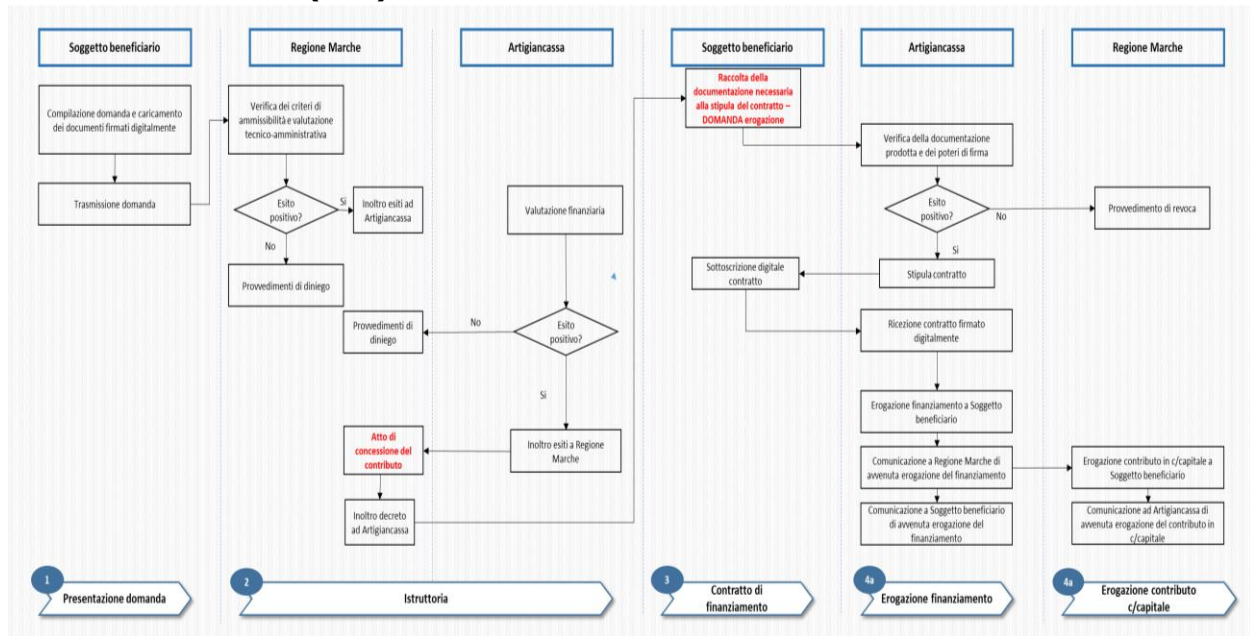 Soggetto beneficiario
Regione Marche
Artigiancassa
Soggetto beneficiario
Artigiancassa
Regione Marche
Compilazione domanda e caricamento
dei documenti firmati digitalmente
Trasmissione domanda
Verifica dei criteri di
ammissibilità e valutazione
tecnico-amministrativa
Esito
positivo?
Si
Inoltro esiti ad
Artigiancassa
No
Provvedimenti di diniego
Valutazione finanziaria
Esito
positivo?
No
Provvedimenti di
diniego
Si
Inoltro esiti a Regione
Marche
Atto di
concessione del
contributo
Inoltro decreto
ad Artigiancassa
Raccolta della
documentazione necessaria
alla stipula del contratto –
DOMANDA erogazione
Verifica della documentazione
prodotta e dei poteri di firma
Esito
positivo?
No
Provvedimento di revoca
Si
Stipula contratto
Sottoscrizione digitale
contratto
Ricezione contratto firmato
digitalmente
Erogazione finanziamento a Soggetto
beneficiario
Comunicazione a Regione Marche di
avvenuta erogazione del finanziamento
Comunicazione a Soggetto beneficiario
di avvenuta erogazione del
finanziamento
Erogazione contributo in c/capitale a
Soggetto beneficiario
Comunicazione ad Artigiancassa di
avvenuta erogazione del contributo in
c/capitale
1
Presentazione domanda
2
Istruttoria
3
Contratto di
finanziamento
4a
Erogazione finanziamento
4a
Erogazione contributo
c/capitale